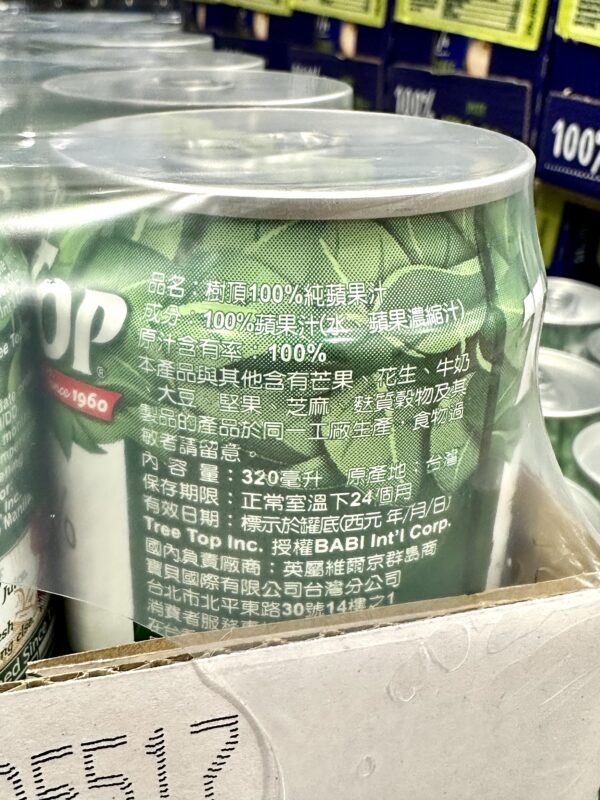 100%
100%
TOP
Since 1960
品名：樹頂100%純蘋果汁
成分：100%蘋果汁(水、蘋果濃縮汁)
原汁含有率：100%
本產品與其他含有芒果、花生、牛奶
大豆、堅果、芝麻、麩質穀物及其
製品的產品於同一工廠生產，食物過
敏者請留意。
內 容 量：320毫升 原產地：台灣
保存期限：正常室溫下24個月
有效日期：標示於罐底(西元 年/月/日)
Tree Top Inc. 授權BABI Int'l Corp.
國內負責廠商：英屬維爾京群島商
寶貝國際有限公司台灣分公司
台北市北平東路30號14樓之1
消費者服務專
06517